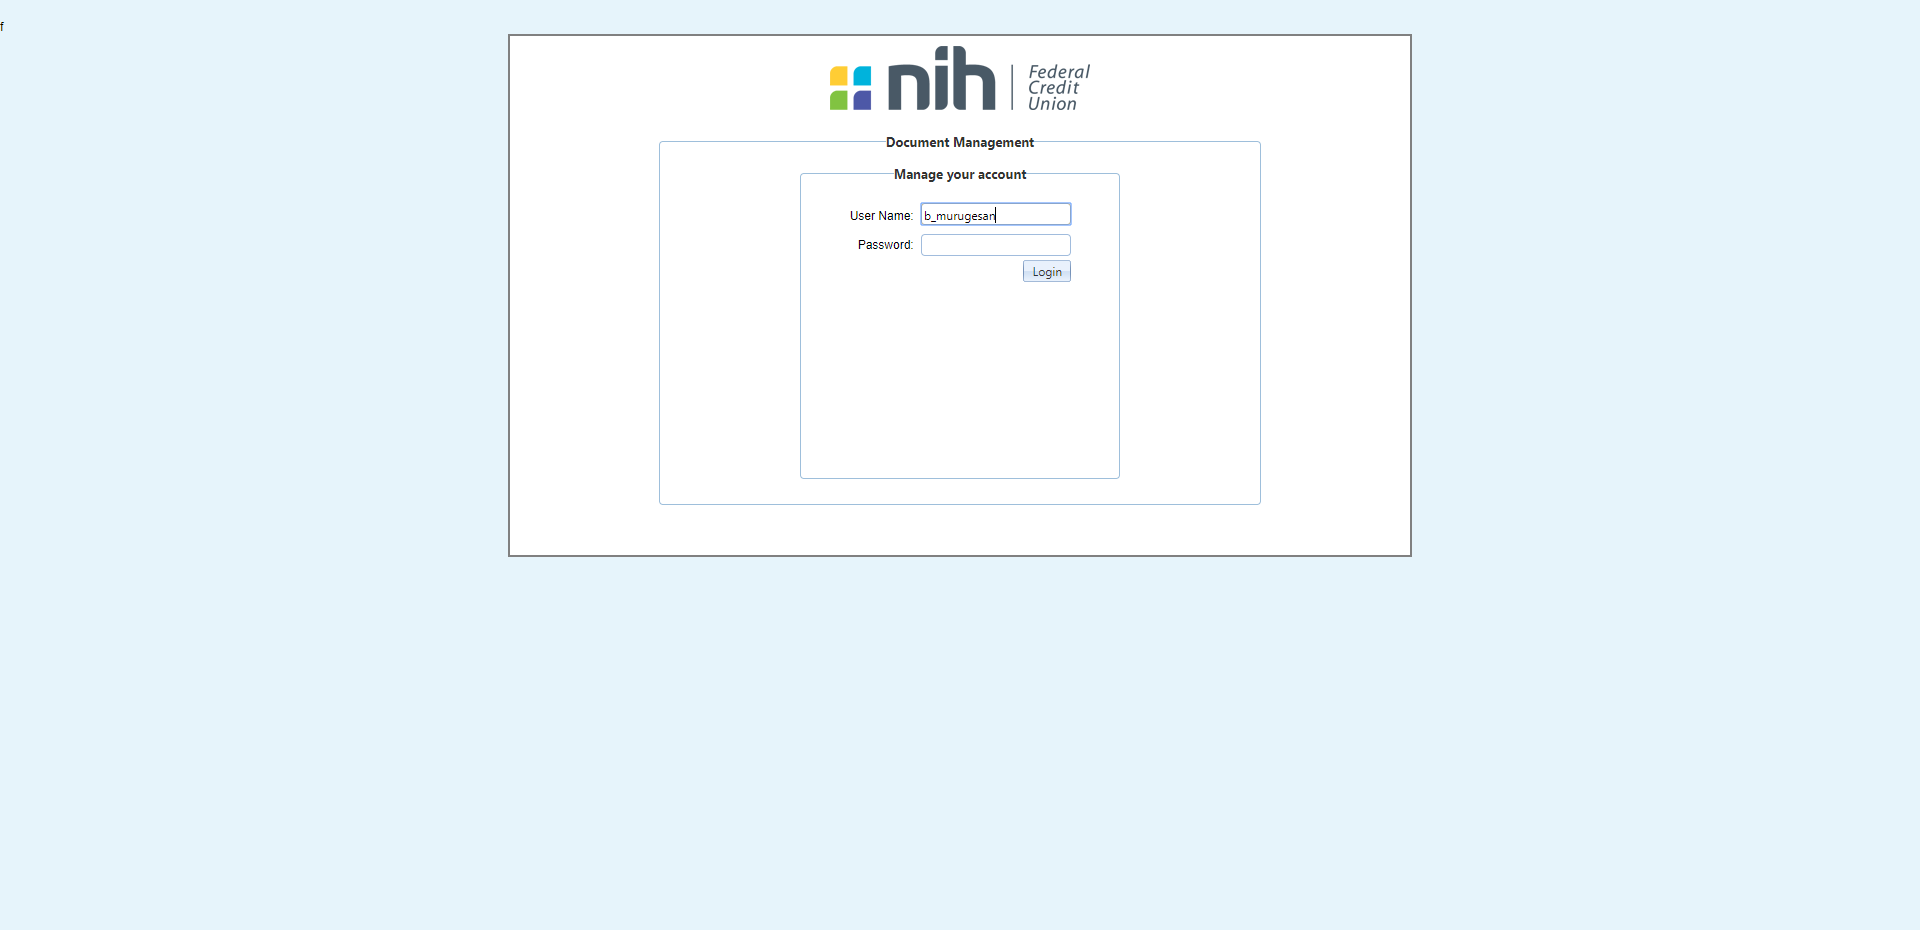 f
nih Federal
Credit
Union
Document Management
Manage your account
User Name: b_murugesan
Password:
Login